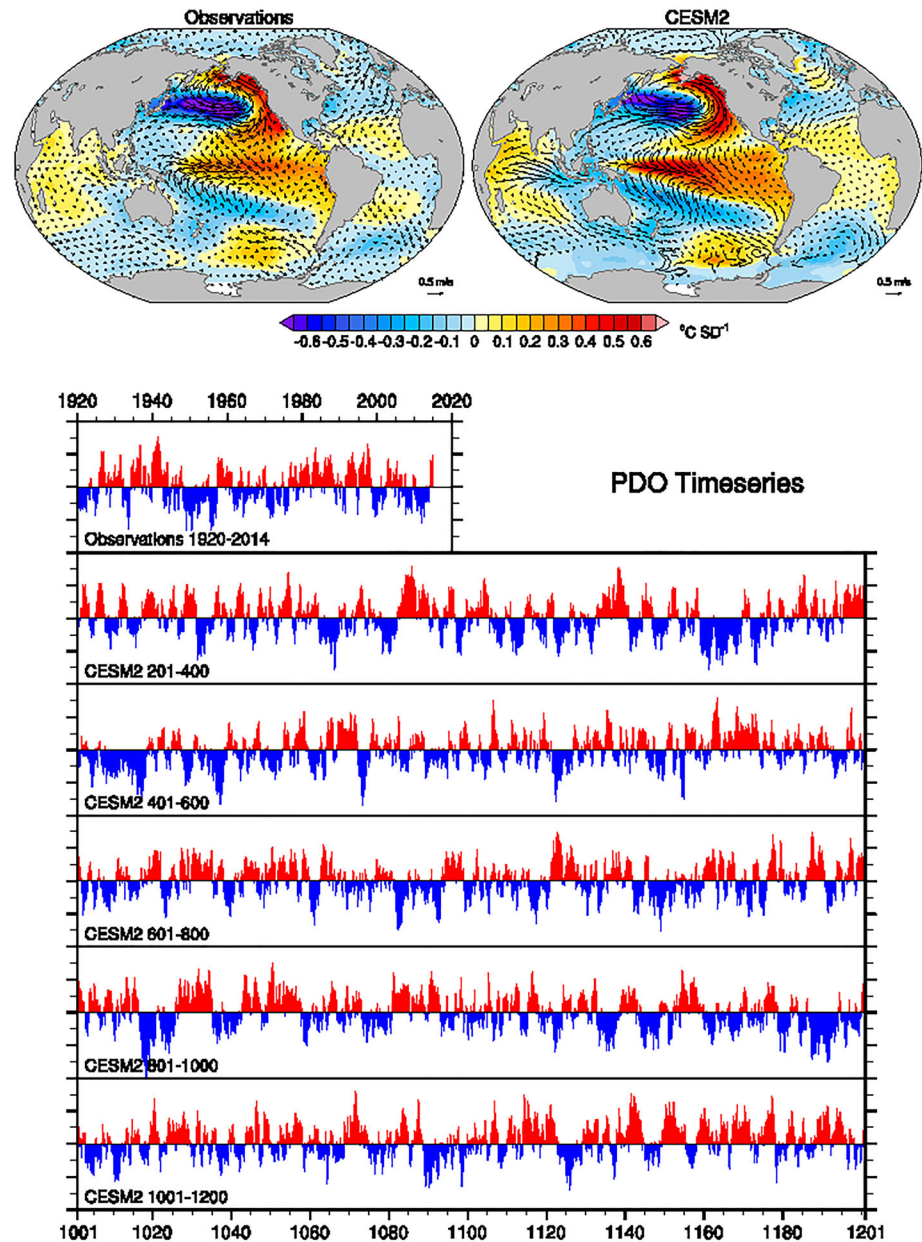 Observations CESM2
0.5 m/s 0.5 m/s
-0.6 -0.5 -0.4 -0.3 -0.2 -0.1 0 0.1 0.2 0.3 0.4 0.5 0.6 °C SD⁻¹
1920 1940 1960 1980 2000 2020
PDO Timeseries
Observations 1920-2014
CESM2 201-400
CESM2 401-600
CESM2 601-800
CESM2 801-1000
CESM2 1001-1200
1001 1020 1040 1060 1080 1100 1120 1140 1160 1181 1201